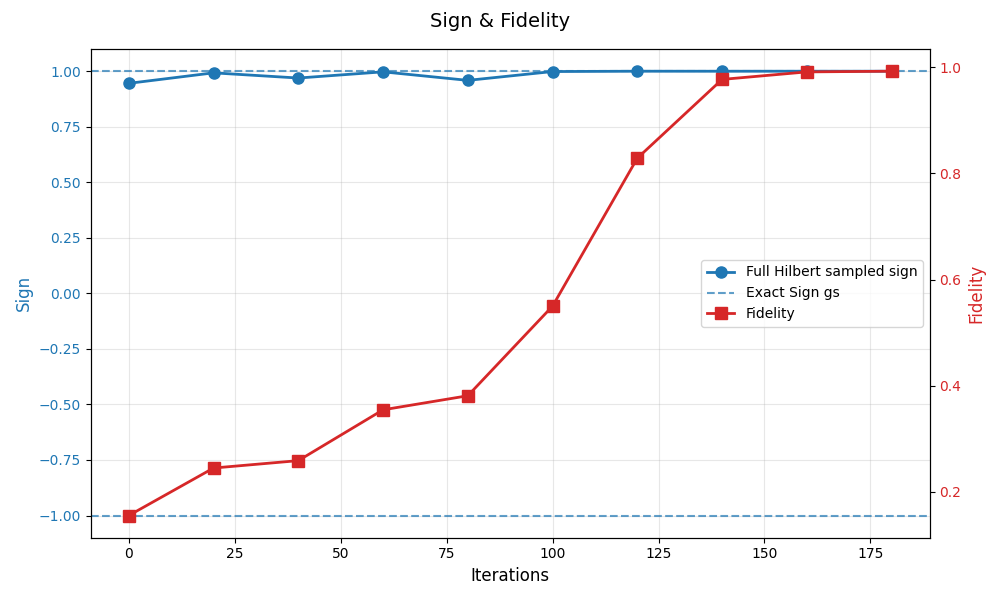 Sign & Fidelity
1.00
0.75
0.50
0.25
0.00
−0.25
−0.50
−0.75
−1.00
Sign
1.0
0.8
0.6
0.4
0.2
Fidelity
Full Hilbert sampled sign
Exact Sign gs
Fidelity
0 25 50 75 100 125 150 175
Iterations